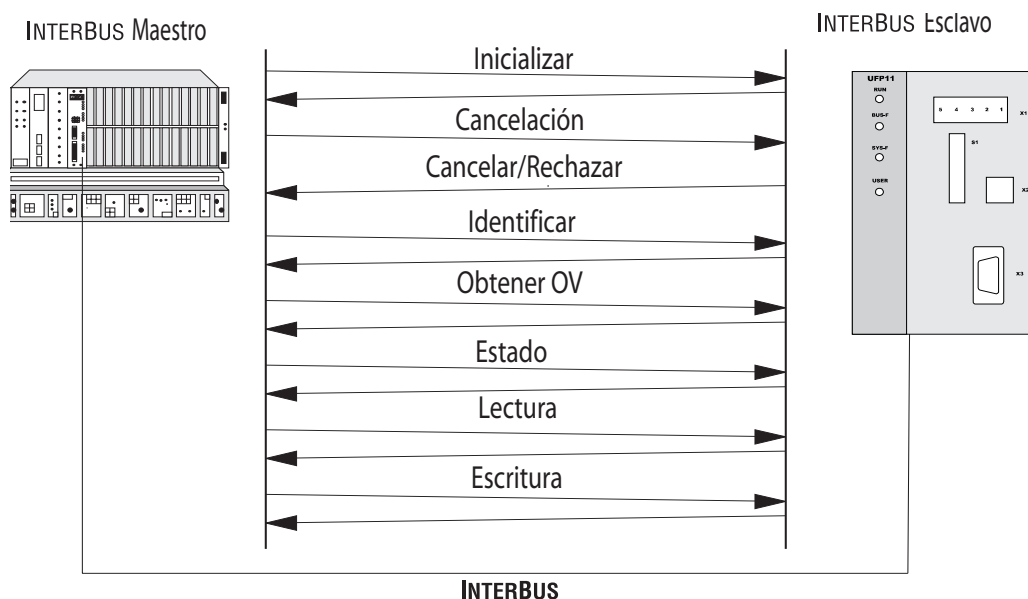 INTERBUS Maestro
INTERBUS Esclavo
Inicializar
Cancelación
Cancelar/Rechazar
Identificar
Obtener OV
Estado
Lectura
Escritura
UFP11
RUN
BUS-F
SYS-F
USER
5 4 3 2 1
X1
S1
X2
X3
INTERBUS